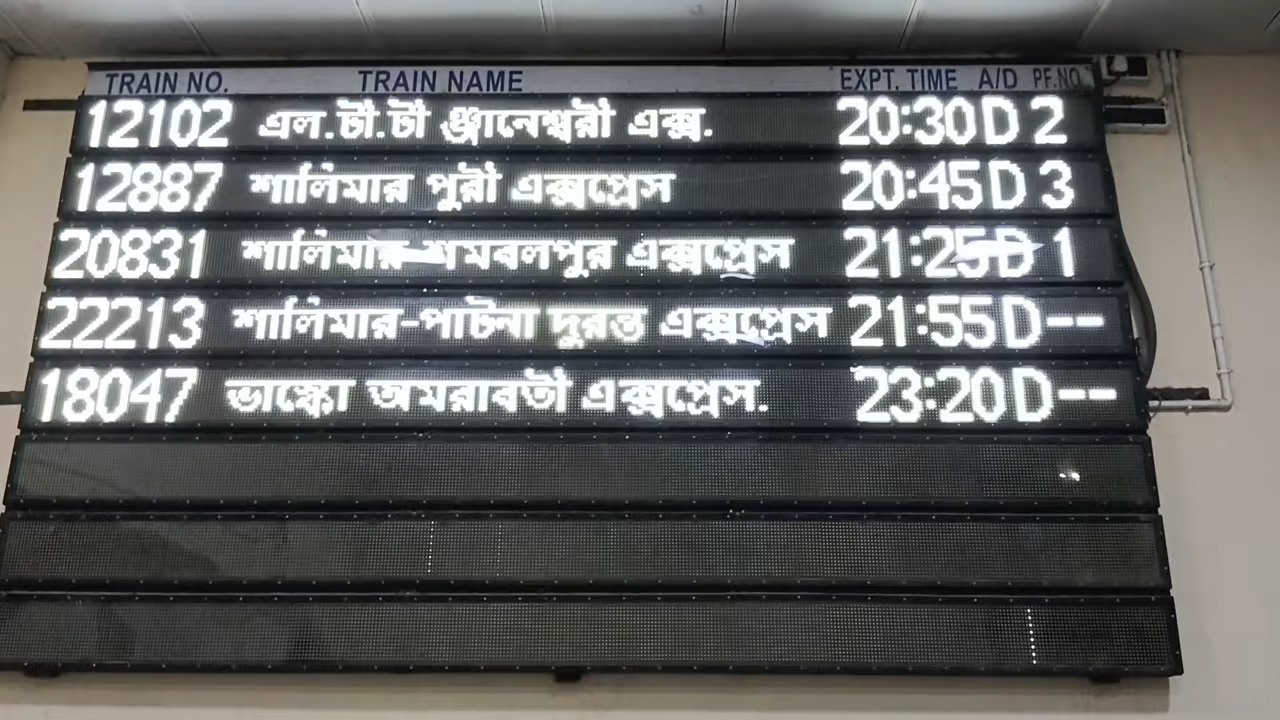 TRAIN NO. TRAIN NAME EXPT. TIME A/D PF.NO.
12102 এল.টী.টী জ্ঞানেশ্বরী এক্স. 20:30 D 2
12887 শালিমার পুরী এক্সপ্রেস 20:45 D 3
20831 শালিমার-সমবলপুর এক্সপ্রেস 21:25 D 1
22213 শালিমার-পাটনা দুরন্ত এক্সপ্রেস 21:55 D--
18047 ভাস্কো অমরাবতী এক্সপ্রেস. 23:20 D--